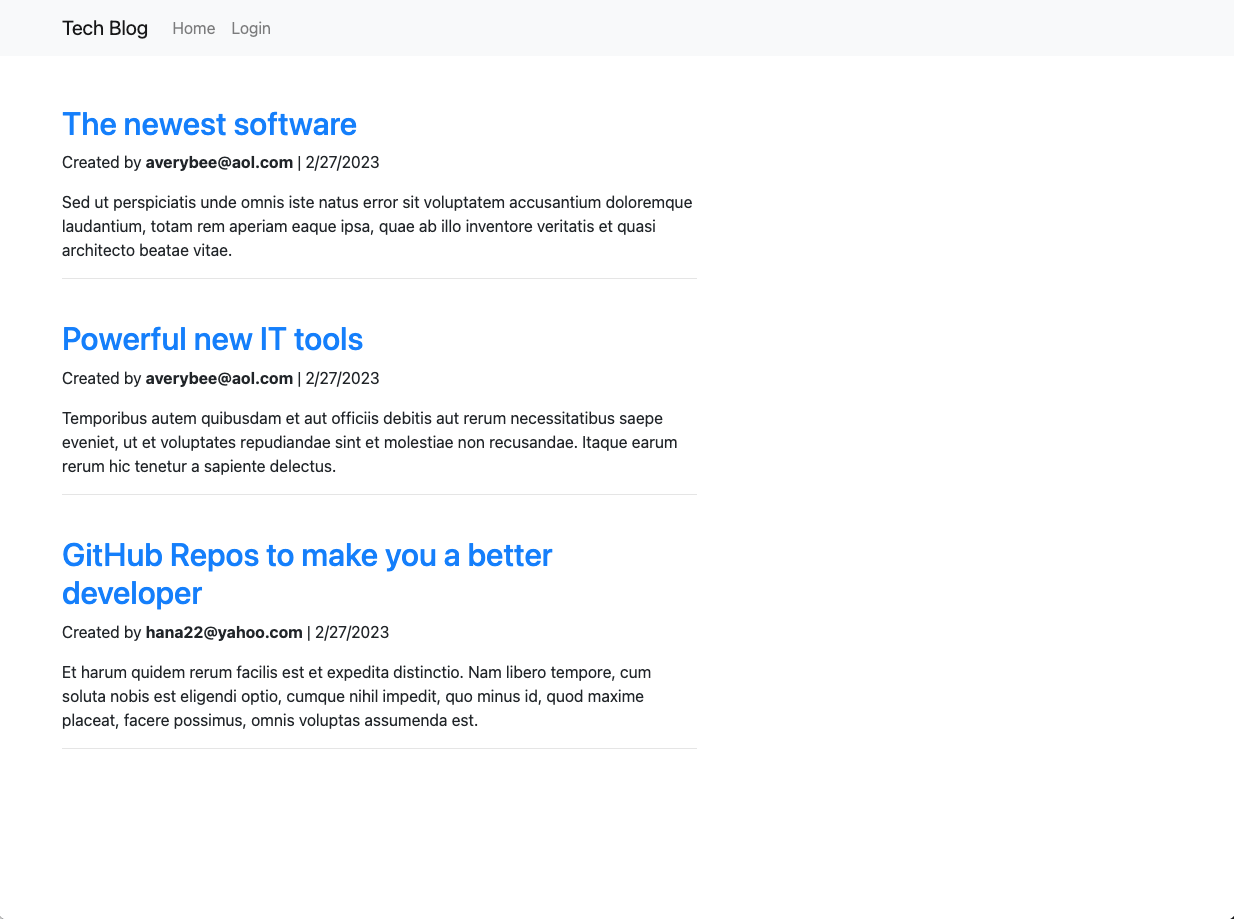 Tech Blog Home Login
The newest software
Created by averybee@aol.com | 2/27/2023
Sed ut perspiciatis unde omnis iste natus error sit voluptatem accusantium doloremque
laudantium, totam rem aperiam eaque ipsa, quae ab illo inventore veritatis et quasi
architecto beatae vitae.
Powerful new IT tools
Created by averybee@aol.com | 2/27/2023
Temporibus autem quibusdam et aut officiis debitis aut rerum necessitatibus saepe
eveniet, ut et voluptates repudiandae sint et molestiae non recusandae. Itaque earum
rerum hic tenetur a sapiente delectus.
GitHub Repos to make you a better
developer
Created by hana22@yahoo.com | 2/27/2023
Et harum quidem rerum facilis est et expedita distinctio. Nam libero tempore, cum
soluta nobis est eligendi optio, cumque nihil impedit, quo minus id, quod maxime
placeat, facere possimus, omnis voluptas assumenda est.